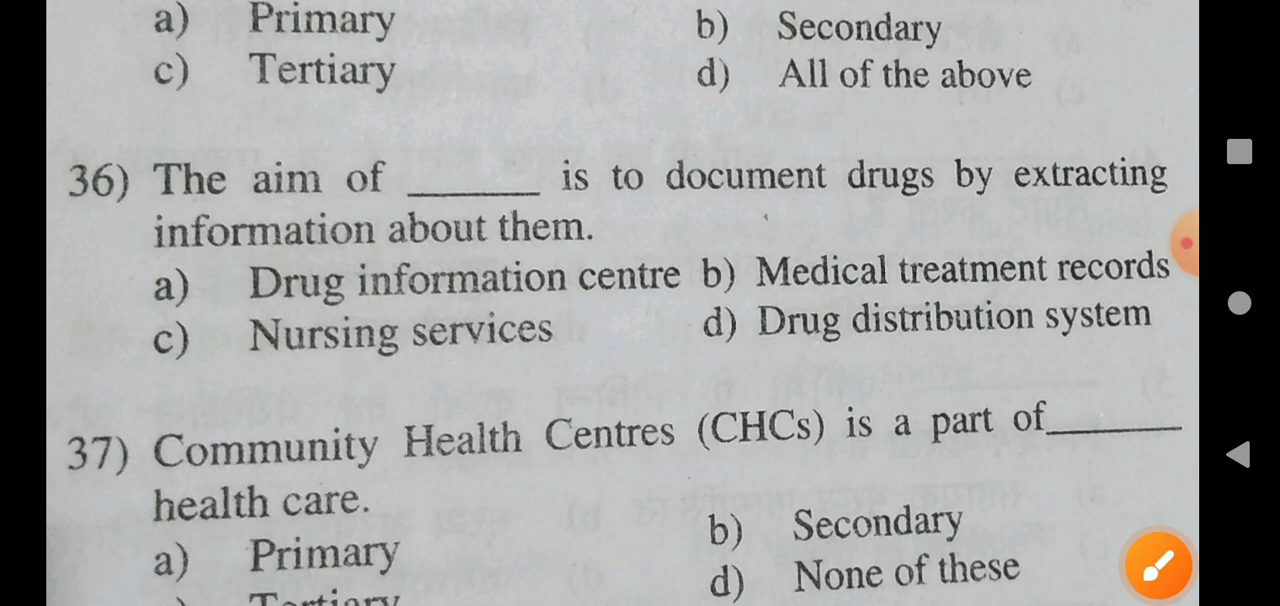 a) Primary b) Secondary
c) Tertiary d) All of the above
36) The aim of ______ is to document drugs by extracting
information about them.
a) Drug information centre b) Medical treatment records
c) Nursing services d) Drug distribution system
37) Community Health Centres (CHCs) is a part of______
health care.
a) Primary b) Secondary
Tertiary d) None of these